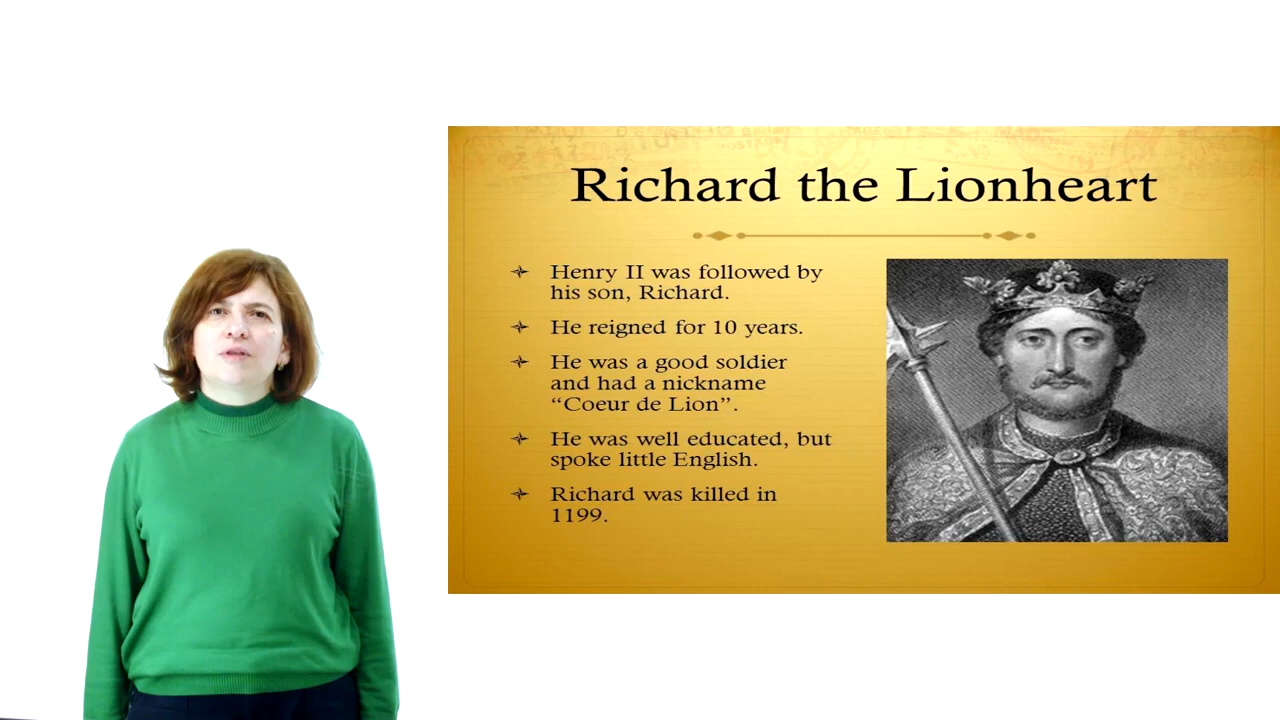 Richard the Lionheart
Henry II was followed by
his son, Richard.
He reigned for 10 years.
He was a good soldier
and had a nickname
“Coeur de Lion”.
He was well educated, but
spoke little English.
Richard was killed in
1199.